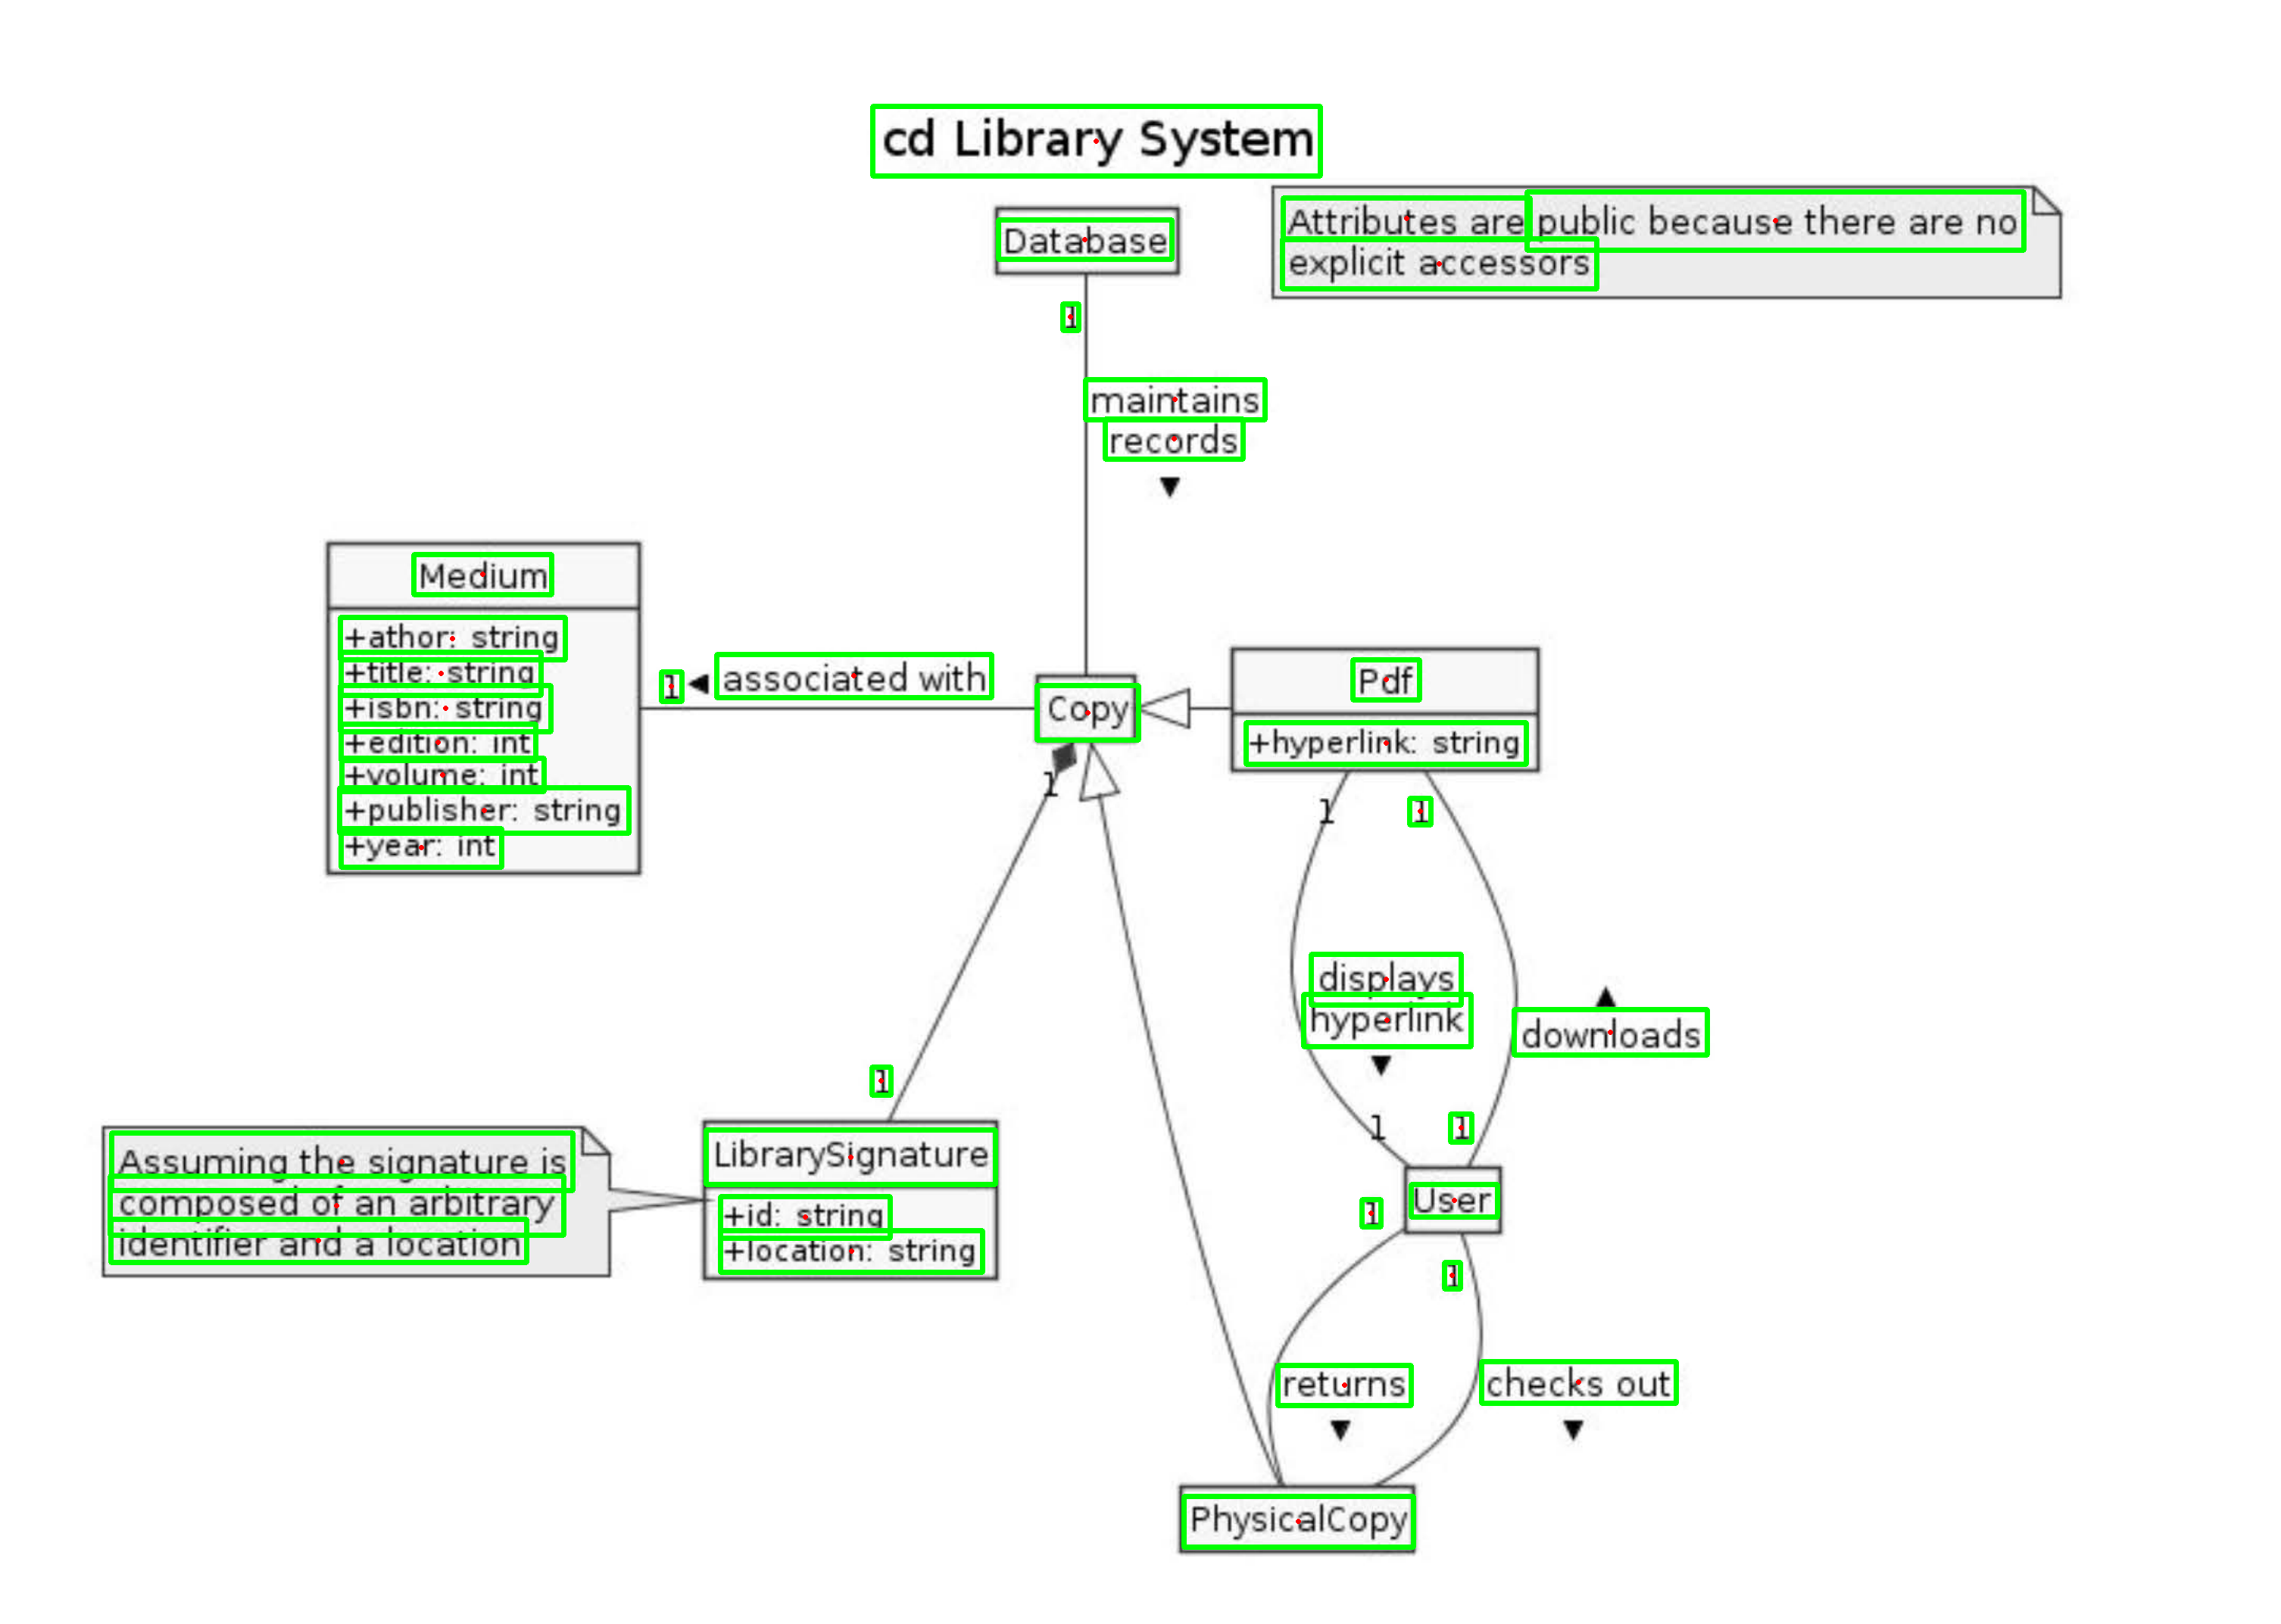 cd Library System
Database
Attributes are public because there are no
explicit accessors
1
maintains
records
Medium
+athor: string
+title: string
+isbn: string
+edition: int
+volume: int
+publisher: string
+year: int
1
associated with
Copy
Pdf
+hyperlink: string
1
1
1
displays
hyperlink
downloads
1
1
1
Assuming the signature is
composed of an arbitrary
identifier and a location
LibrarySignature
+id: string
+location: string
User
1
1
returns
checks out
PhysicalCopy